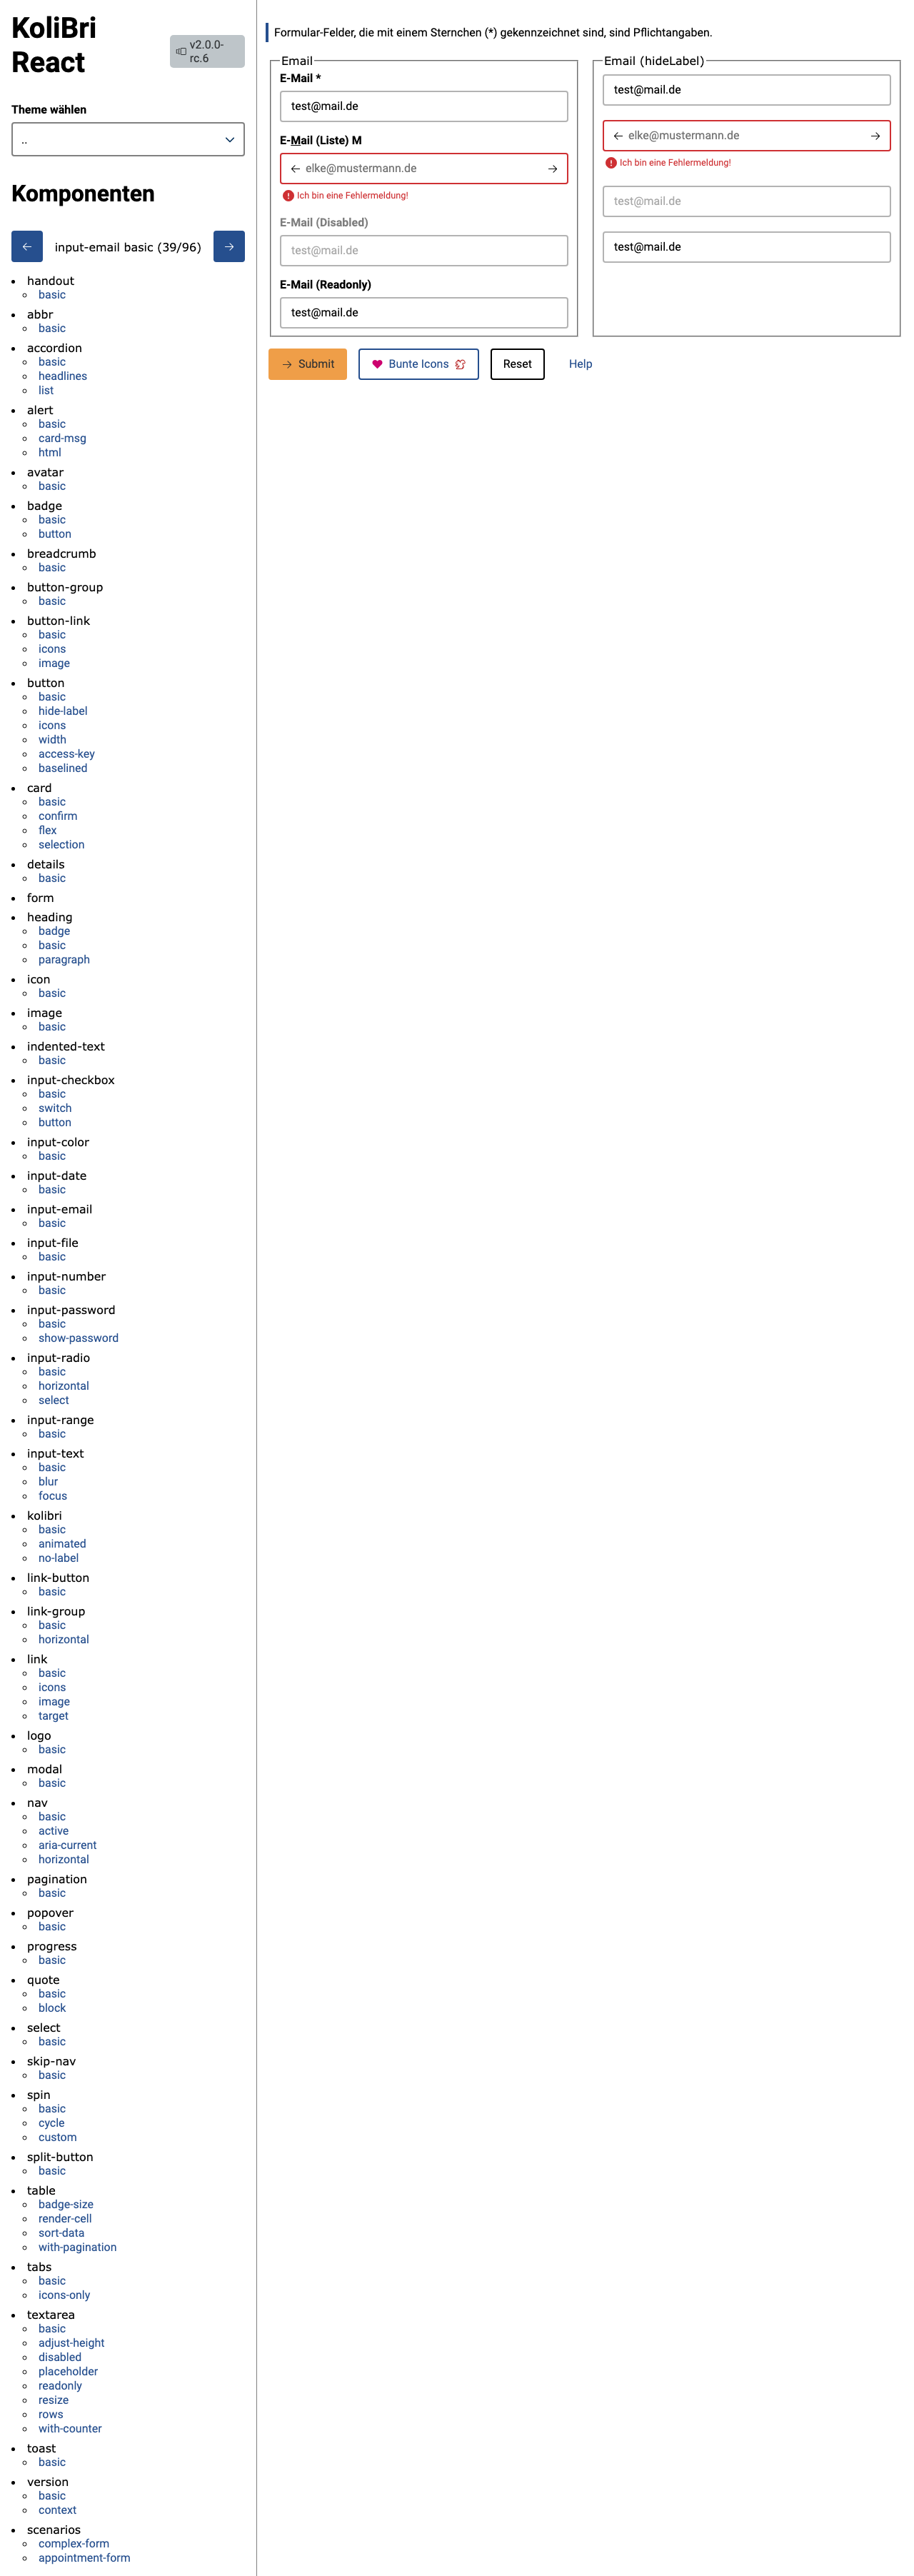 KoliBri
React
v2.0.0-
rc.6
Theme wählen
..
Komponenten
input-email basic (39/96)
handout
basic
abbr
basic
accordion
basic
headlines
list
alert
basic
card-msg
html
avatar
basic
badge
basic
button
breadcrumb
basic
button-group
basic
button-link
basic
icons
image
button
basic
hide-label
icons
width
access-key
baselined
card
basic
confirm
flex
selection
details
basic
form
heading
badge
basic
paragraph
icon
basic
image
basic
indented-text
basic
input-checkbox
basic
switch
button
input-color
basic
input-date
basic
input-email
basic
input-file
basic
input-number
basic
input-password
basic
show-password
input-radio
basic
horizontal
select
input-range
basic
input-text
basic
blur
focus
kolibri
basic
animated
no-label
link-button
basic
link-group
basic
horizontal
link
basic
icons
image
target
logo
basic
modal
basic
nav
basic
active
aria-current
horizontal
pagination
basic
popover
basic
progress
basic
quote
basic
block
select
basic
skip-nav
basic
spin
basic
cycle
custom
split-button
basic
table
badge-size
render-cell
sort-data
with-pagination
tabs
basic
icons-only
textarea
basic
adjust-height
disabled
placeholder
readonly
resize
rows
with-counter
toast
basic
version
basic
context
scenarios
complex-form
appointment-form
Formular-Felder, die mit einem Sternchen (*) gekennzeichnet sind, sind Pflichtangaben.
Email
E-Mail *
test@mail.de
E-Mail (Liste) M
elke@mustermann.de
Ich bin eine Fehlermeldung!
E-Mail (Disabled)
test@mail.de
E-Mail (Readonly)
test@mail.de
Email (hideLabel)
test@mail.de
elke@mustermann.de
Ich bin eine Fehlermeldung!
test@mail.de
test@mail.de
Submit
Bunte Icons
Reset
Help